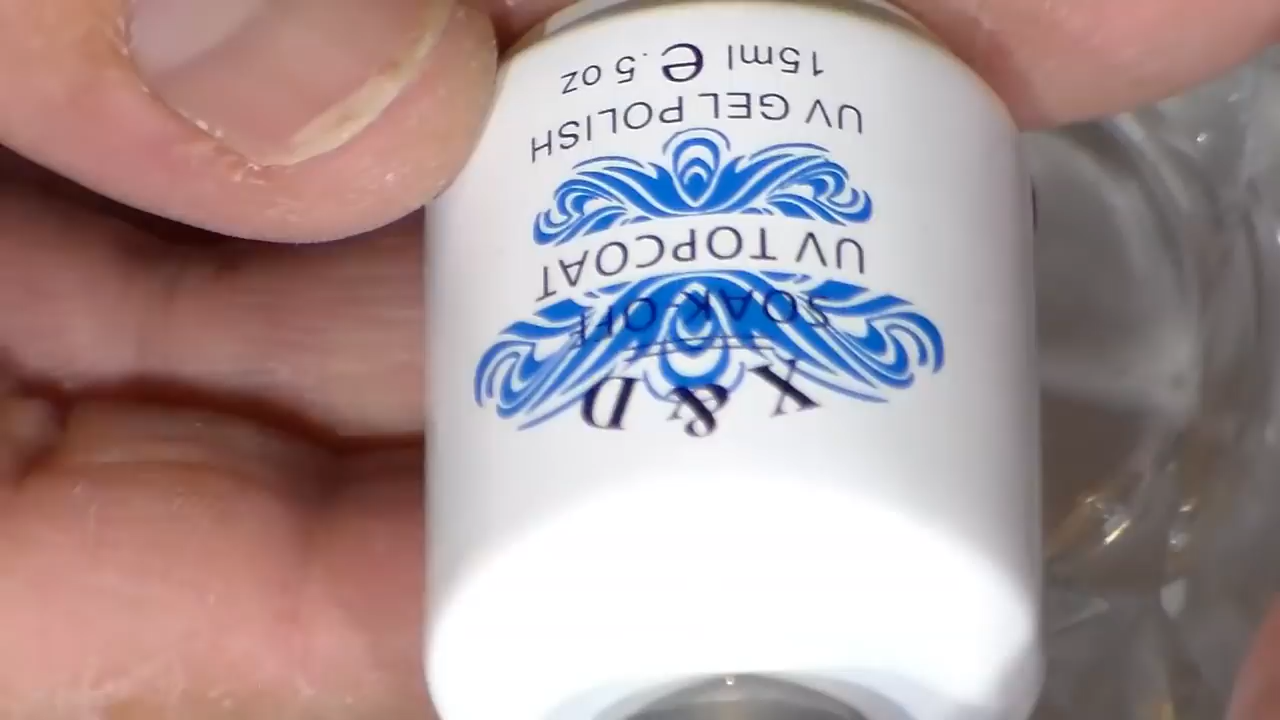 X & D
SOAK-OFF
UV TOPCOAT
UV GEL POLISH
15ml e .5 oz